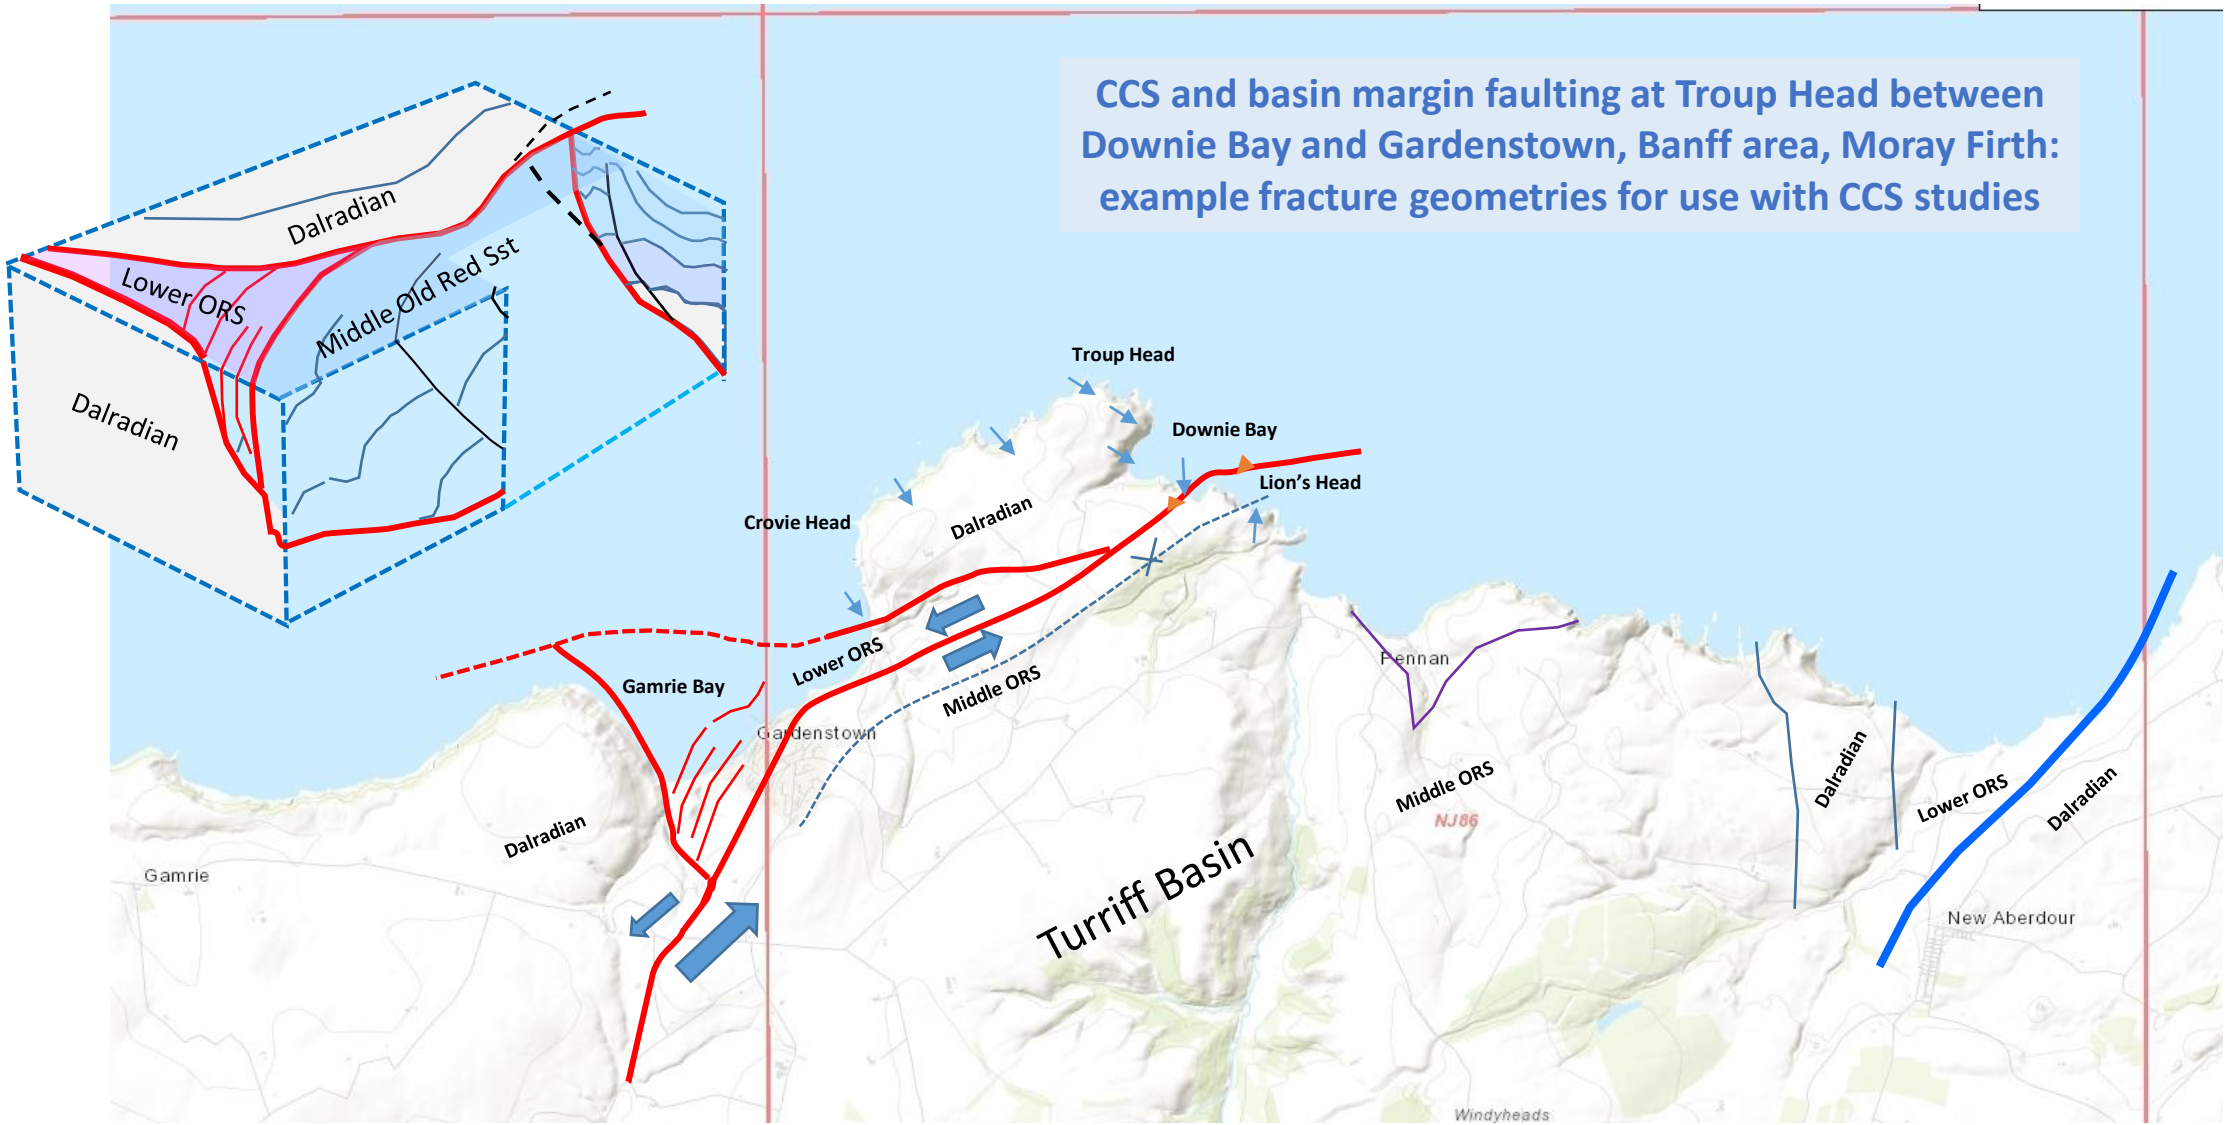 CCS and basin margin faulting at Troup Head between
Downie Bay and Gardenstown, Banff area, Moray Firth:
example fracture geometries for use with CCS studies
Dalradian
Lower ORS
Middle Old Red Sst
Dalradian
Troup Head
Downie Bay
Lion's Head
Crovie Head
Dalradian
Lower ORS
Middle ORS
Gamrie Bay
Gardenstown
Pennan
Dalradian
Gamrie
Turriff Basin
Middle ORS
NJ86
Dalradian
Lower ORS
Dalradian
New Aberdour
Windyheads